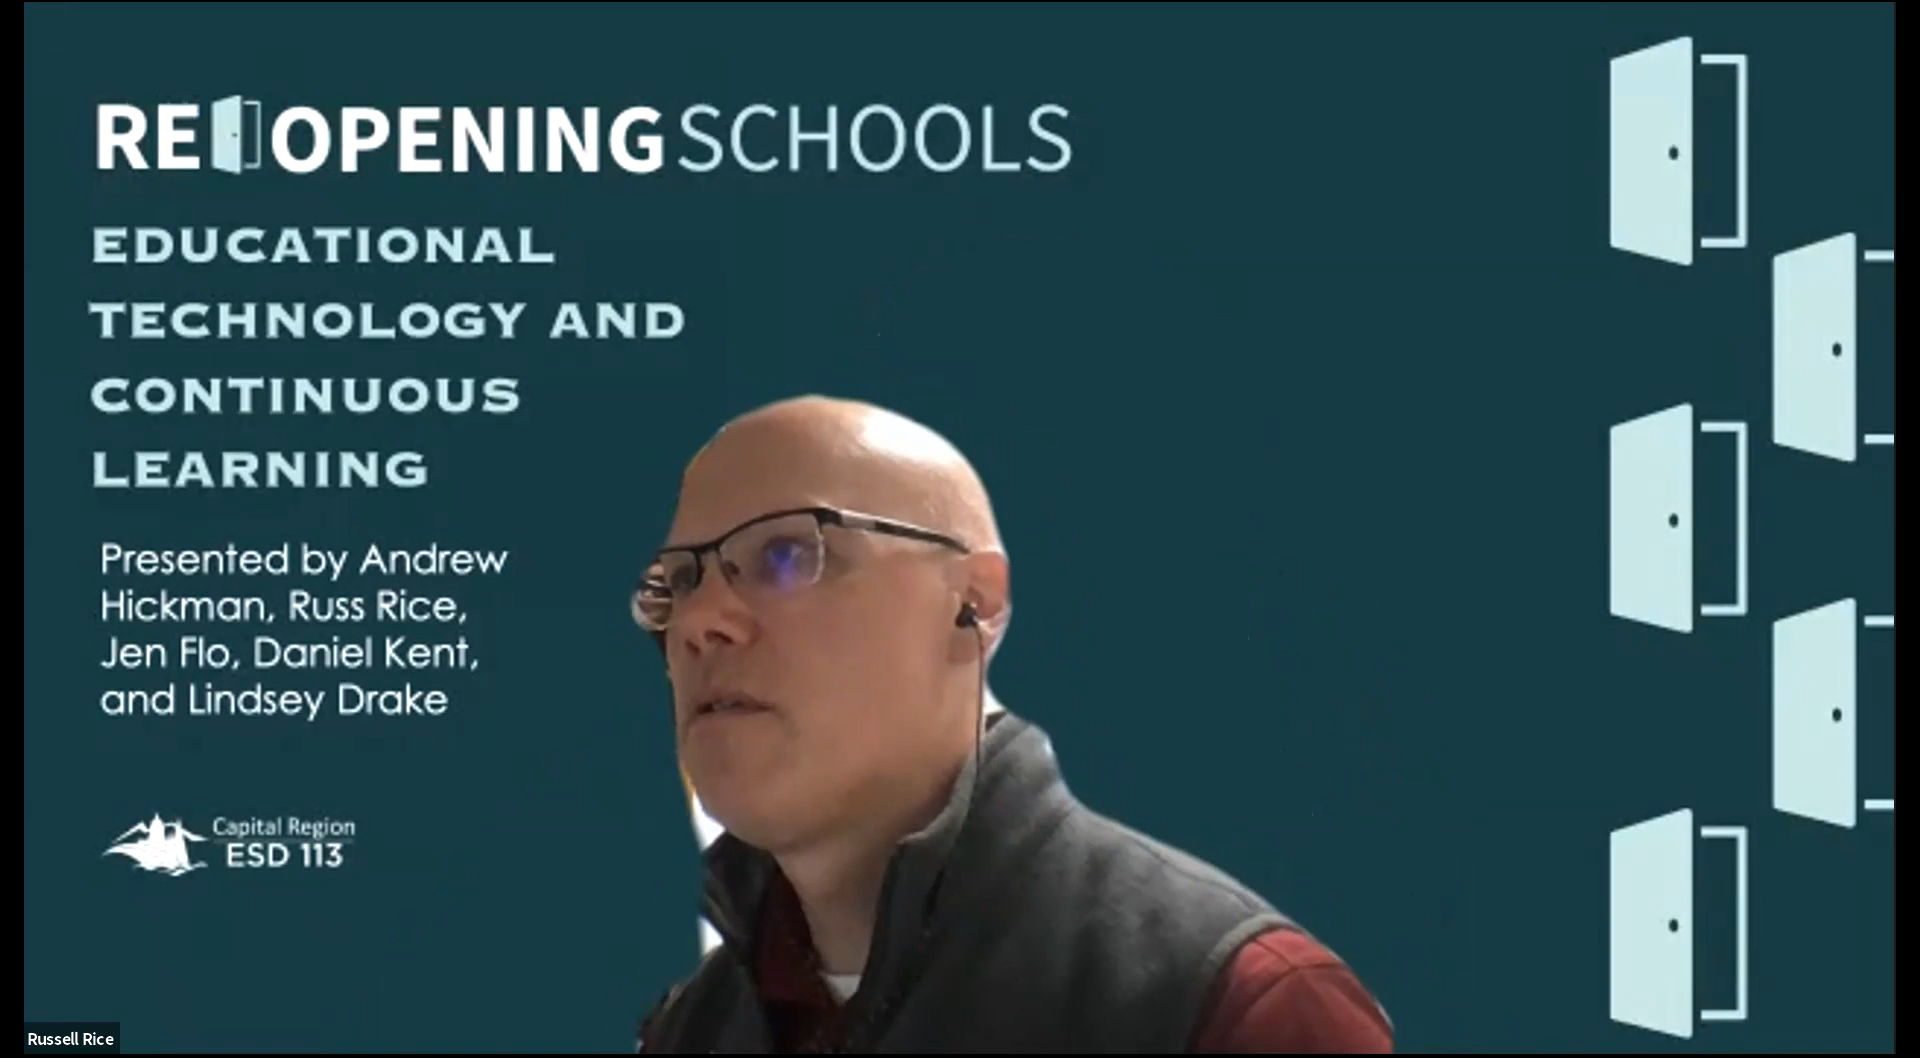 REOPENING SCHOOLS
EDUCATIONAL
TECHNOLOGY AND
CONTINUOUS
LEARNING
Presented by Andrew
Hickman, Russ Rice,
Jen Flo, Daniel Kent,
and Lindsey Drake
Capital Region
ESD 113
Russell Rice